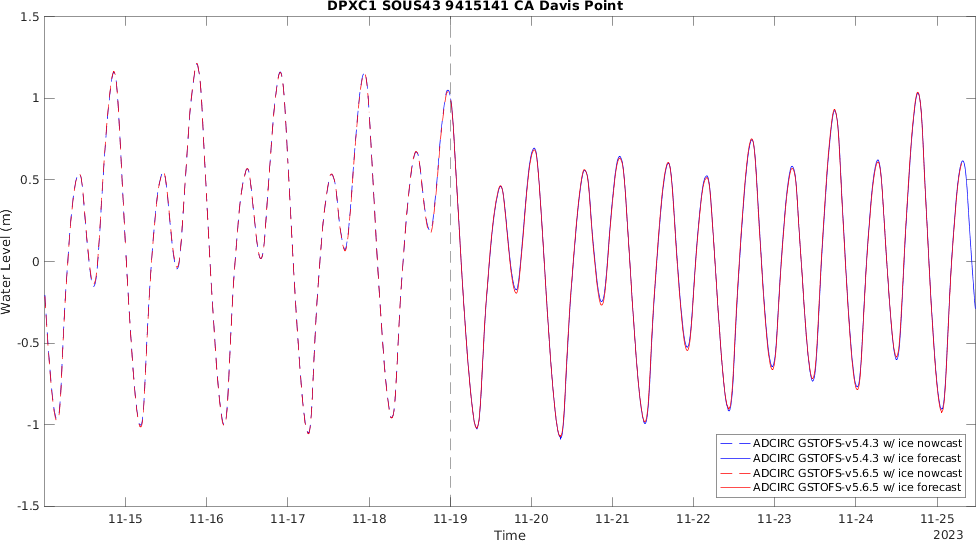 DPXC1 SOUS43 9415141 CA Davis Point
1.5
1
0.5
0
-0.5
-1
-1.5
Water Level (m)
11-15 11-16 11-17 11-18 11-19 11-20 11-21 11-22 11-23 11-24 11-25
Time
2023
ADCIRC GSTOFS-v5.4.3 w/ ice nowcast
ADCIRC GSTOFS-v5.4.3 w/ ice forecast
ADCIRC GSTOFS-v5.6.5 w/ ice nowcast
ADCIRC GSTOFS-v5.6.5 w/ ice forecast